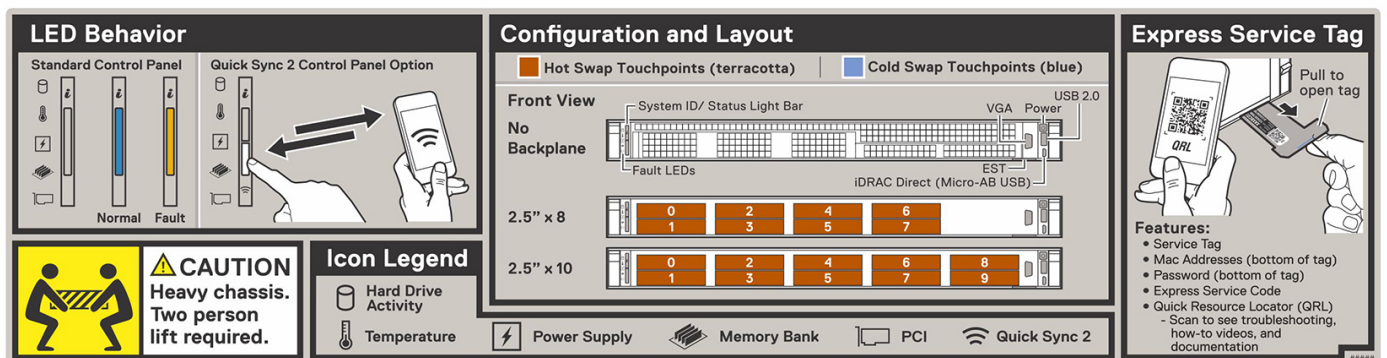 LED Behavior
Standard Control Panel
Quick Sync 2 Control Panel Option
i
i
i
i
Normal
Fault
CAUTION
Heavy chassis.
Two person
lift required.
Icon Legend
Hard Drive
Activity
Temperature
Power Supply
Memory Bank
PCI
Quick Sync 2
Configuration and Layout
Hot Swap Touchpoints (terracotta)
Cold Swap Touchpoints (blue)
Front View
No
Backplane
System ID/ Status Light Bar
VGA
Power
USB 2.0
Fault LEDs
EST
iDRAC Direct (Micro-AB USB)
2.5” x 8
0 2 4 6
1 3 5 7
2.5” x 10
0 2 4 6 8
1 3 5 7 9
Express Service Tag
Pull to
open tag
QRL
Features:
• Service Tag
• Mac Addresses (bottom of tag)
• Password (bottom of tag)
• Express Service Code
• Quick Resource Locator (QRL)
- Scan to see troubleshooting,
how-to videos, and
documentation